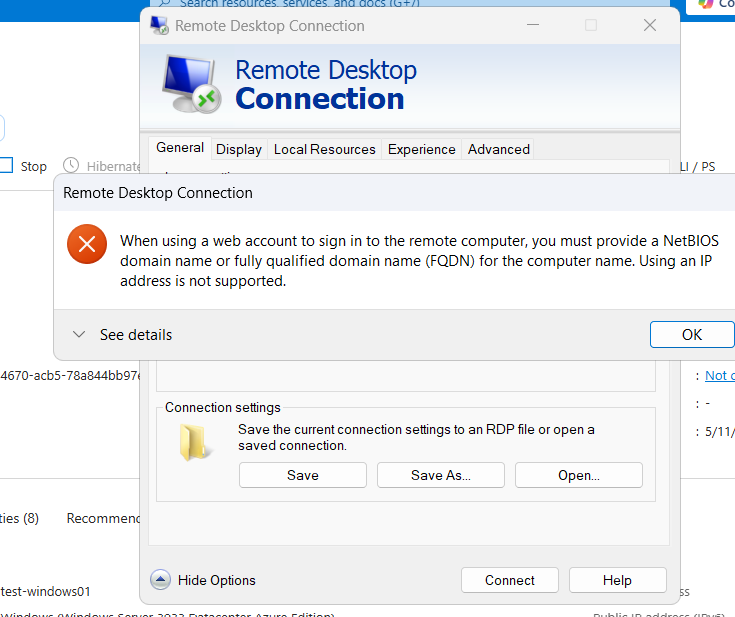 Search resources, services, and docs (G+/)
Co
Remote Desktop Connection
Remote Desktop
Connection
General Display Local Resources Experience Advanced
Stop Hibernate
LI / PS
Remote Desktop Connection
When using a web account to sign in to the remote computer, you must provide a NetBIOS
domain name or fully qualified domain name (FQDN) for the computer name. Using an IP
address is not supported.
See details
OK
4670-acb5-78a844bb97e
: Not c
: -
: 5/11/
Connection settings
Save the current connection settings to an RDP file or open a
saved connection.
Save Save As... Open...
ties (8) Recommend
Hide Options Connect Help
test-windows01
ss
Windows (Windows Server 2022 Datacenter Azure Edition)
Public IP address (IPv6)